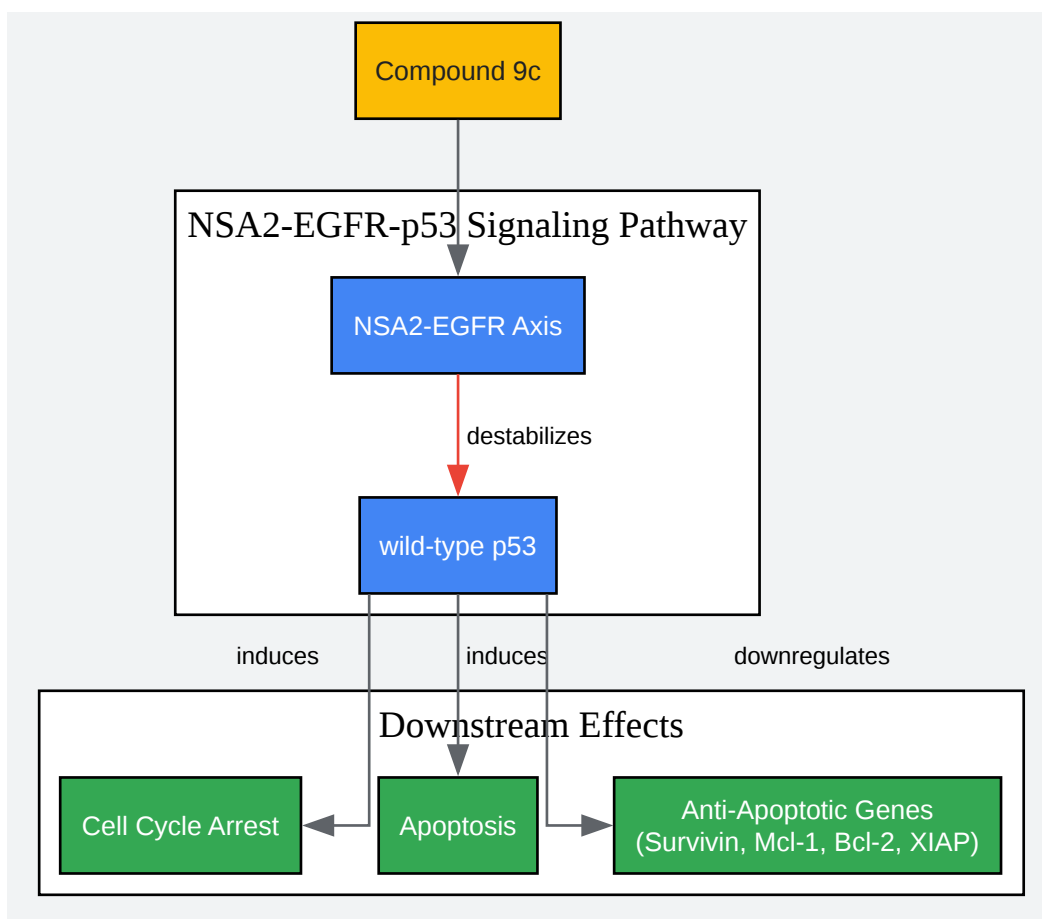 Compound 9c
NSA2-EGFR-p53 Signaling Pathway
NSA2-EGFR Axis
destabilizes
wild-type p53
induces
induces
downregulates
Downstream Effects
Cell Cycle Arrest
Apoptosis
Anti-Apoptotic Genes
(Survivin, Mcl-1, Bcl-2, XIAP)